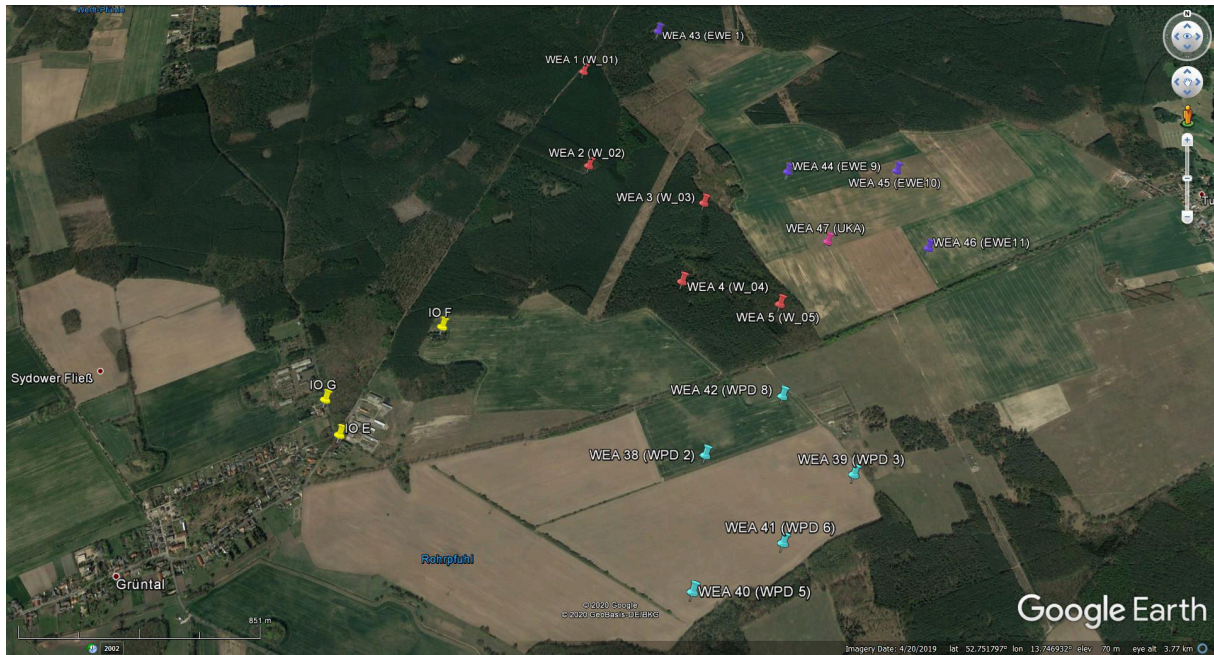 N
WEA 43 (EWE 1)
WEA 1 (W_01)
WEA 2 (W_02)
WEA 44 (EWE 9)
WEA 45 (EWE10)
WEA 3 (W_03)
Tu
WEA 47 (UKA)
WEA 46 (EWE11)
WEA 4 (W_04)
WEA 5 (W_05)
IO F
Sydower Fließ
IO G
WEA 42 (WPD 8)
IO E
WEA 38 (WPD 2)
WEA 39 (WPD 3)
WEA 41 (WPD 6)
Rohrpfuhl
Grüntal
WEA 40 (WPD 5)
© 2020 Google
© 2020 GeoBasis-DE/BKG
Google Earth
851 m
2002
Imagery Date: 4/20/2019 lat 52.751797° lon 13.746932° elev 70 m eye alt 3.77 km